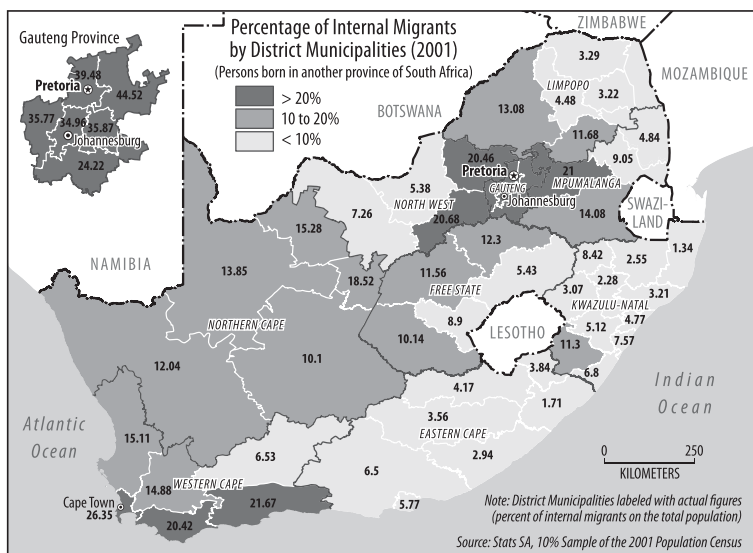 Gauteng Province
39.48
Pretoria
44.52
35.77
34.96
35.87
Johannesburg
24.22
Percentage of Internal Migrants
by District Municipalities (2001)
(Persons born in another province of South Africa)
> 20%
10 to 20%
< 10%
ZIMBABWE
MOZAMBIQUE
BOTSWANA
NAMIBIA
LIMPOPO
3.29
13.08
4.48
3.22
11.68
4.84
9.05
20.46
Pretoria
21
GAUTENG
MPUMALANGA
Johannesburg
14.08
SWAZI-
LAND
5.38
NORTH WEST
7.26
20.68
15.28
13.85
18.52
12.3
11.56
5.43
FREE STATE
8.9
10.14
LESOTHO
8.42
2.55
1.34
2.28
3.07
3.21
KWAZULU-NATAL
4.77
5.12
7.57
11.3
6.8
NORTHERN CAPE
12.04
10.1
3.84
4.17
1.71
3.56
EASTERN CAPE
2.94
6.5
5.77
15.11
6.53
WESTERN CAPE
14.88
21.67
20.42
Cape Town
26.35
Atlantic
Ocean
Indian
Ocean
0 250
KILOMETERS
Note: District Municipalities labeled with actual figures
(percent of internal migrants on the total population)
Source: Stats SA, 10% Sample of the 2001 Population Census